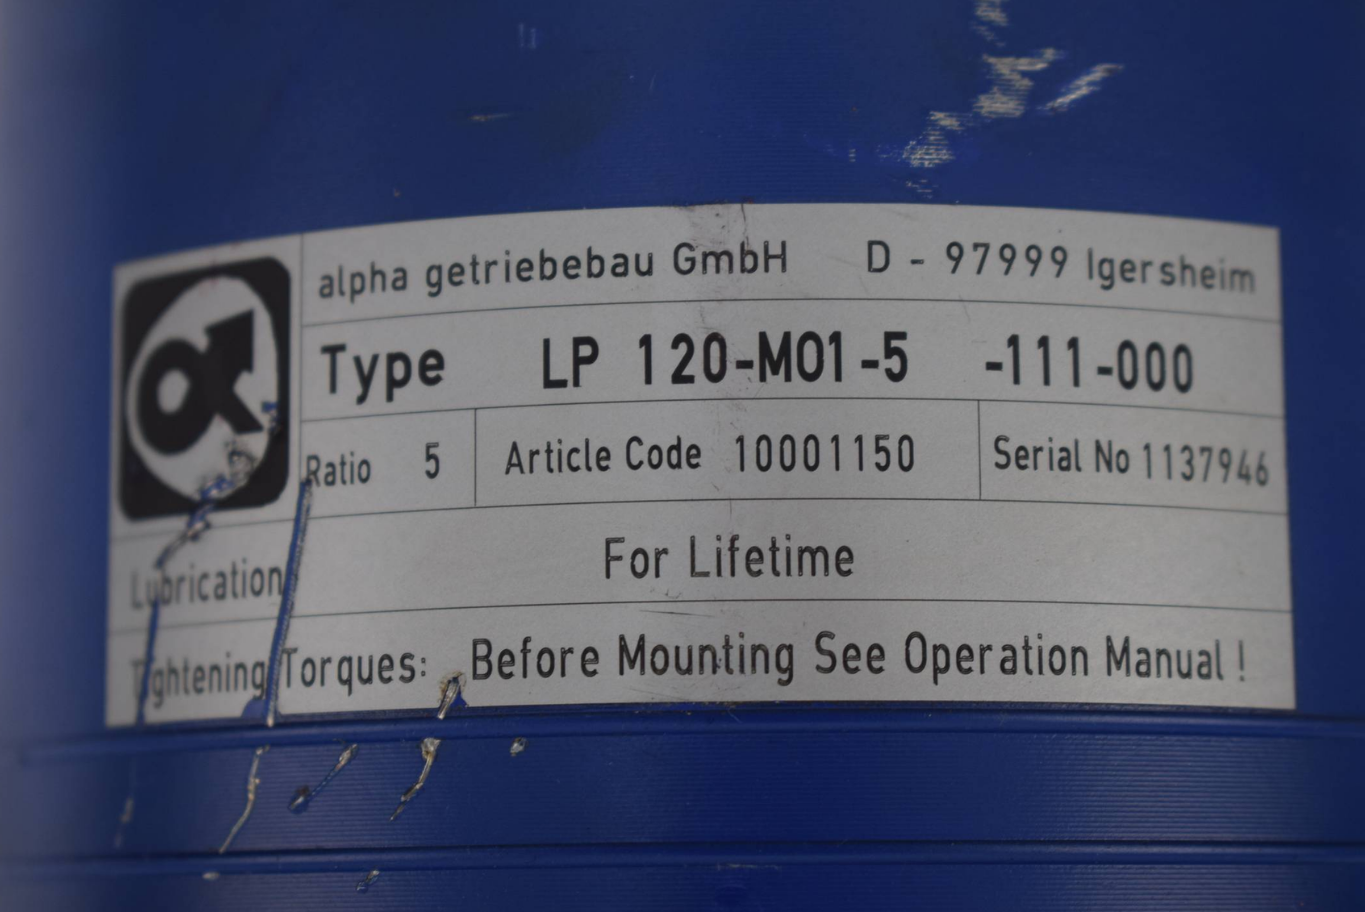 alpha getriebebau GmbH D - 97999 Igersheim
Type LP 120-M01-5 -111-000
Ratio 5 Article Code 10001150 Serial No 1137946
Lubrication For Lifetime
Tightening Torques: Before Mounting See Operation Manual !